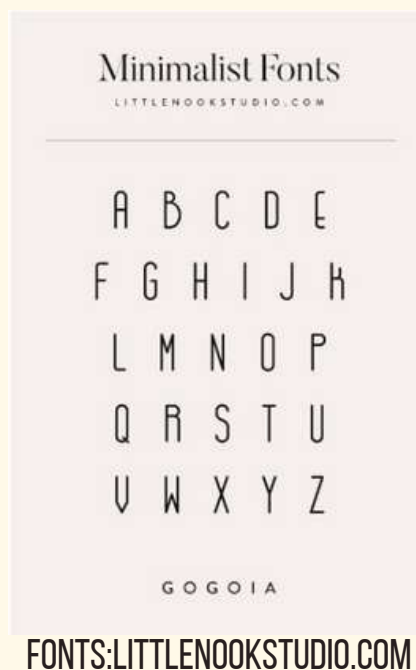 Minimalist Fonts
LITTLENOOKSTUDIO.COM
A B C D E
F G H I J K
L M N O P
Q R S T U
V W X Y Z
GOGOIA
FONTS:LITTLENOOKSTUDIO.COM